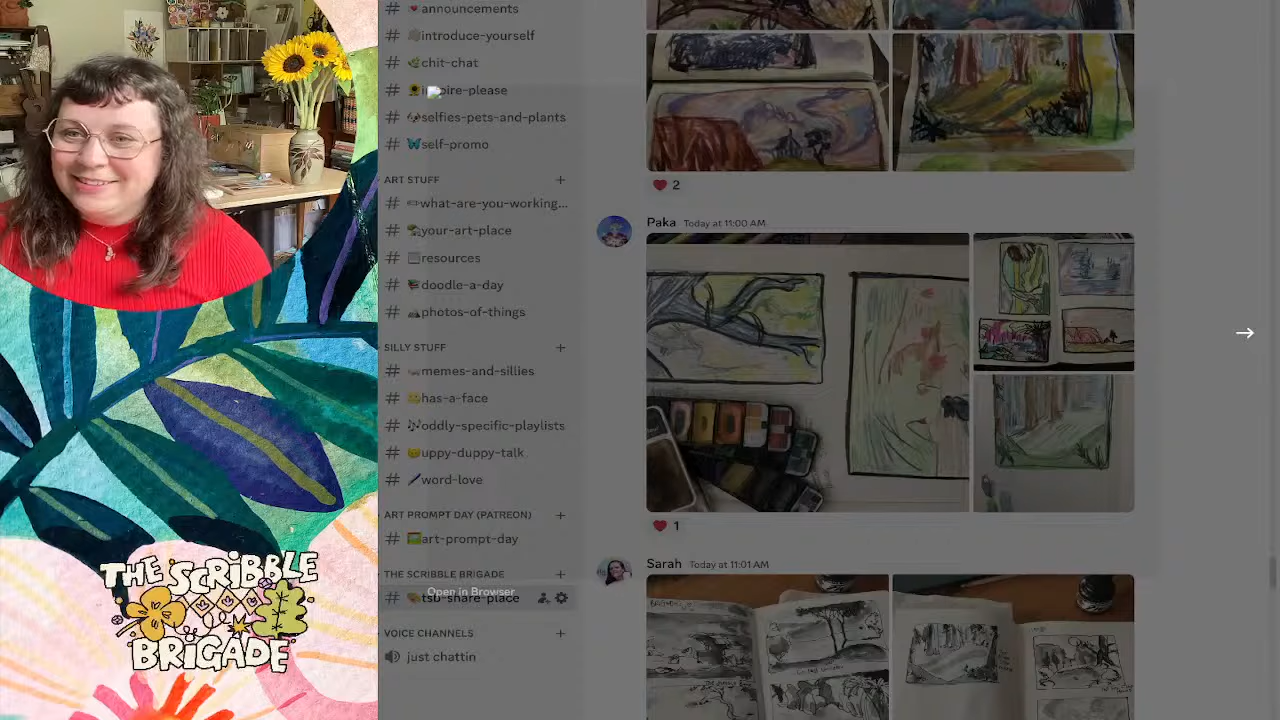 announcements
introduce-yourself
chit-chat
selfies-pets-and-plants
self-promo
ART STUFF
what-are-you-working...
your-art-place
resources
doodle-a-day
photos-of-things
SILLY STUFF
memes-and-sillies
has-a-face
oddly-specific-playlists
uppy-duppy-talk
word-love
ART PROMPT DAY (PATREON)
art-prompt-day
THE SCRIBBLE BRIGADE
tsb-share-place
Open in Browser
VOICE CHANNELS
just chattin
2
Paka Today at 11:00 AM
1
Sarah Today at 11:01 AM
THE SCRIBBLE
BRIGADE